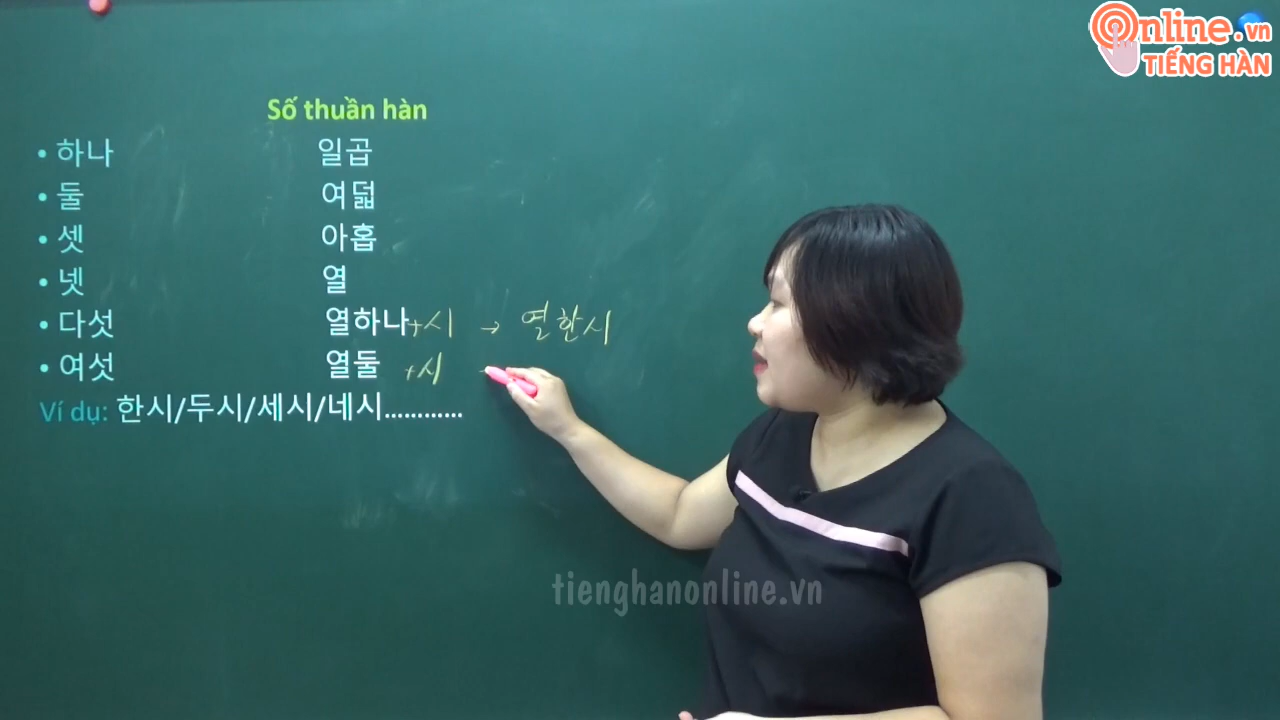 Online.vn
TIẾNG HÀN
Số thuần hàn
• 하나 일곱
• 둘 여덟
• 셋 아홉
• 넷 열
• 다섯 열하나+시 → 열한시
• 여섯 열둘 +시
Ví dụ: 한시/두시/세시/네시............
tienghanonline.vn